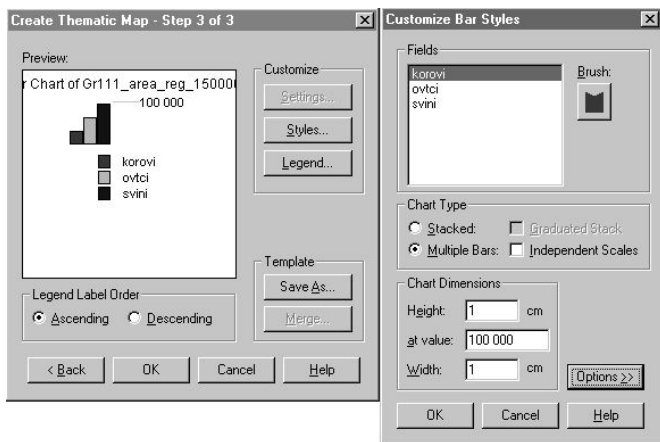 Create Thematic Map - Step 3 of 3
Preview:
r Chart of Gr111_area_reg_15000
100 000
korovi
ovtci
svini
Customize
Settings...
Styles...
Legend...
Legend Label Order
Ascending
Descending
Template
Save As...
Merge...
< Back
OK
Cancel
Help
Customize Bar Styles
Fields
korovi
ovtci
svini
Brush:
Chart Type
Stacked:
Graduated Stack
Multiple Bars:
Independent Scales
Chart Dimensions
Height: 1 cm
at value: 100 000
Width: 1 cm
Options >>
OK
Cancel
Help